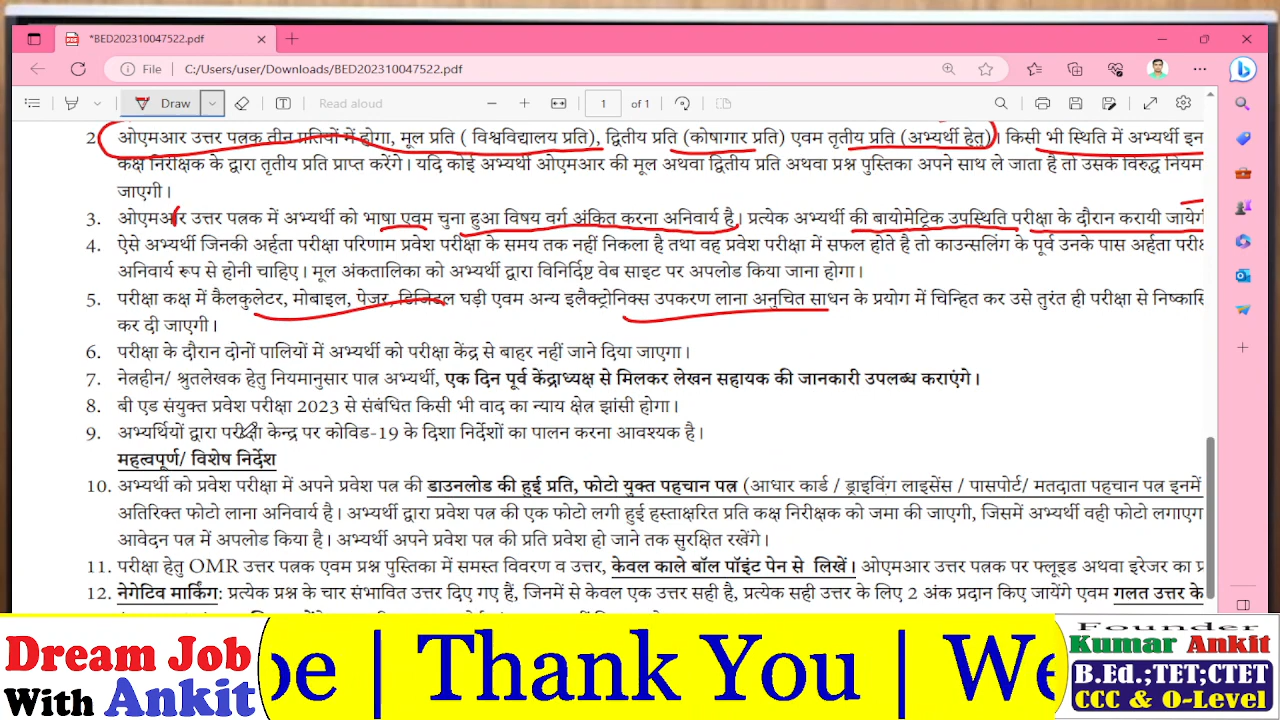 *BED202310047522.pdf
File C:/Users/user/Downloads/BED202310047522.pdf
Draw Read aloud 1 of 1
2. ओएमआर उत्तर पत्रक तीन प्रतियों में होगा, मूल प्रति ( विश्वविद्यालय प्रति), द्वितीय प्रति (कोषागार प्रति) एवम तृतीय प्रति (अभ्यर्थी हेतु)। किसी भी स्थिति में अभ्यर्थी इन
कक्ष निरीक्षक के द्वारा तृतीय प्रति प्राप्त करेंगे। यदि कोई अभ्यर्थी ओएमआर की मूल अथवा द्वितीय प्रति अथवा प्रश्न पुस्तिका अपने साथ ले जाता है तो उसके विरुद्ध नियम
जाएगी।
3. ओएमआर उत्तर पत्रक में अभ्यर्थी को भाषा एवम चुना हुआ विषय वर्ग अंकित करना अनिवार्य है। प्रत्येक अभ्यर्थी की बायोमेट्रिक उपस्थिति परीक्षा के दौरान करायी जायेग
4. ऐसे अभ्यर्थी जिनकी अर्हता परीक्षा परिणाम प्रवेश परीक्षा के समय तक नहीं निकला है तथा वह प्रवेश परीक्षा में सफल होते है तो काउन्सलिंग के पूर्व उनके पास अर्हता परीक्ष
अनिवार्य रूप से होनी चाहिए। मूल अंकतालिका को अभ्यर्थी द्वारा विनिर्दिष्ट वेब साइट पर अपलोड किया जाना होगा।
5. परीक्षा कक्ष में कैलकुलेटर, मोबाइल, पेजर, डिजिटल घड़ी एवम अन्य इलैक्ट्रोनिक्स उपकरण लाना अनुचित साधन के प्रयोग में चिन्हित कर उसे तुरंत ही परीक्षा से निष्कासि
कर दी जाएगी।
6. परीक्षा के दौरान दोनों पालियों में अभ्यर्थी को परीक्षा केंद्र से बाहर नहीं जाने दिया जाएगा।
7. नेत्रहीन/ श्रुतलेखक हेतु नियमानुसार पात्र अभ्यर्थी, एक दिन पूर्व केंद्राध्यक्ष से मिलकर लेखन सहायक की जानकारी उपलब्ध कराएंगे।
8. बी एड संयुक्त प्रवेश परीक्षा 2023 से संबंधित किसी भी वाद का न्याय क्षेत्र झांसी होगा।
9. अभ्यर्थियों द्वारा परीक्षा केन्द्र पर कोविड-19 के दिशा निर्देशों का पालन करना आवश्यक है।
महत्वपूर्ण/ विशेष निर्देश
10. अभ्यर्थी को प्रवेश परीक्षा में अपने प्रवेश पत्र की डाउनलोड की हुई प्रति, फोटो युक्त पहचान पत्र (आधार कार्ड / ड्राइविंग लाइसेंस / पासपोर्ट/ मतदाता पहचान पत्र इनमें
अतिरिक्त फोटो लाना अनिवार्य है। अभ्यर्थी द्वारा प्रवेश पत्र की एक फोटो लगी हुई हस्ताक्षरित प्रति कक्ष निरीक्षक को जमा की जाएगी, जिसमें अभ्यर्थी वही फोटो लगाएग
आवेदन पत्र में अपलोड किया है। अभ्यर्थी अपने प्रवेश पत्र की प्रति प्रवेश हो जाने तक सुरक्षित रखेंगे।
11. परीक्षा हेतु OMR उत्तर पत्रक एवम प्रश्न पुस्तिका में समस्त विवरण व उत्तर, केवल काले बॉल पॉइंट पेन से लिखें। ओएमआर उत्तर पत्रक पर फ्लूइड अथवा इरेजर का प्र
12. नेगेटिव मार्किंग: प्रत्येक प्रश्न के चार संभावित उत्तर दिए गए हैं, जिनमें से केवल एक उत्तर सही है, प्रत्येक सही उत्तर के लिए 2 अंक प्रदान किए जायेंगे एवम गलत उत्तर के
Dream Job
With Ankit
be | Thank You | We
Founder
Kumar Ankit
B.Ed.;TET;CTET
CCC & O-Level